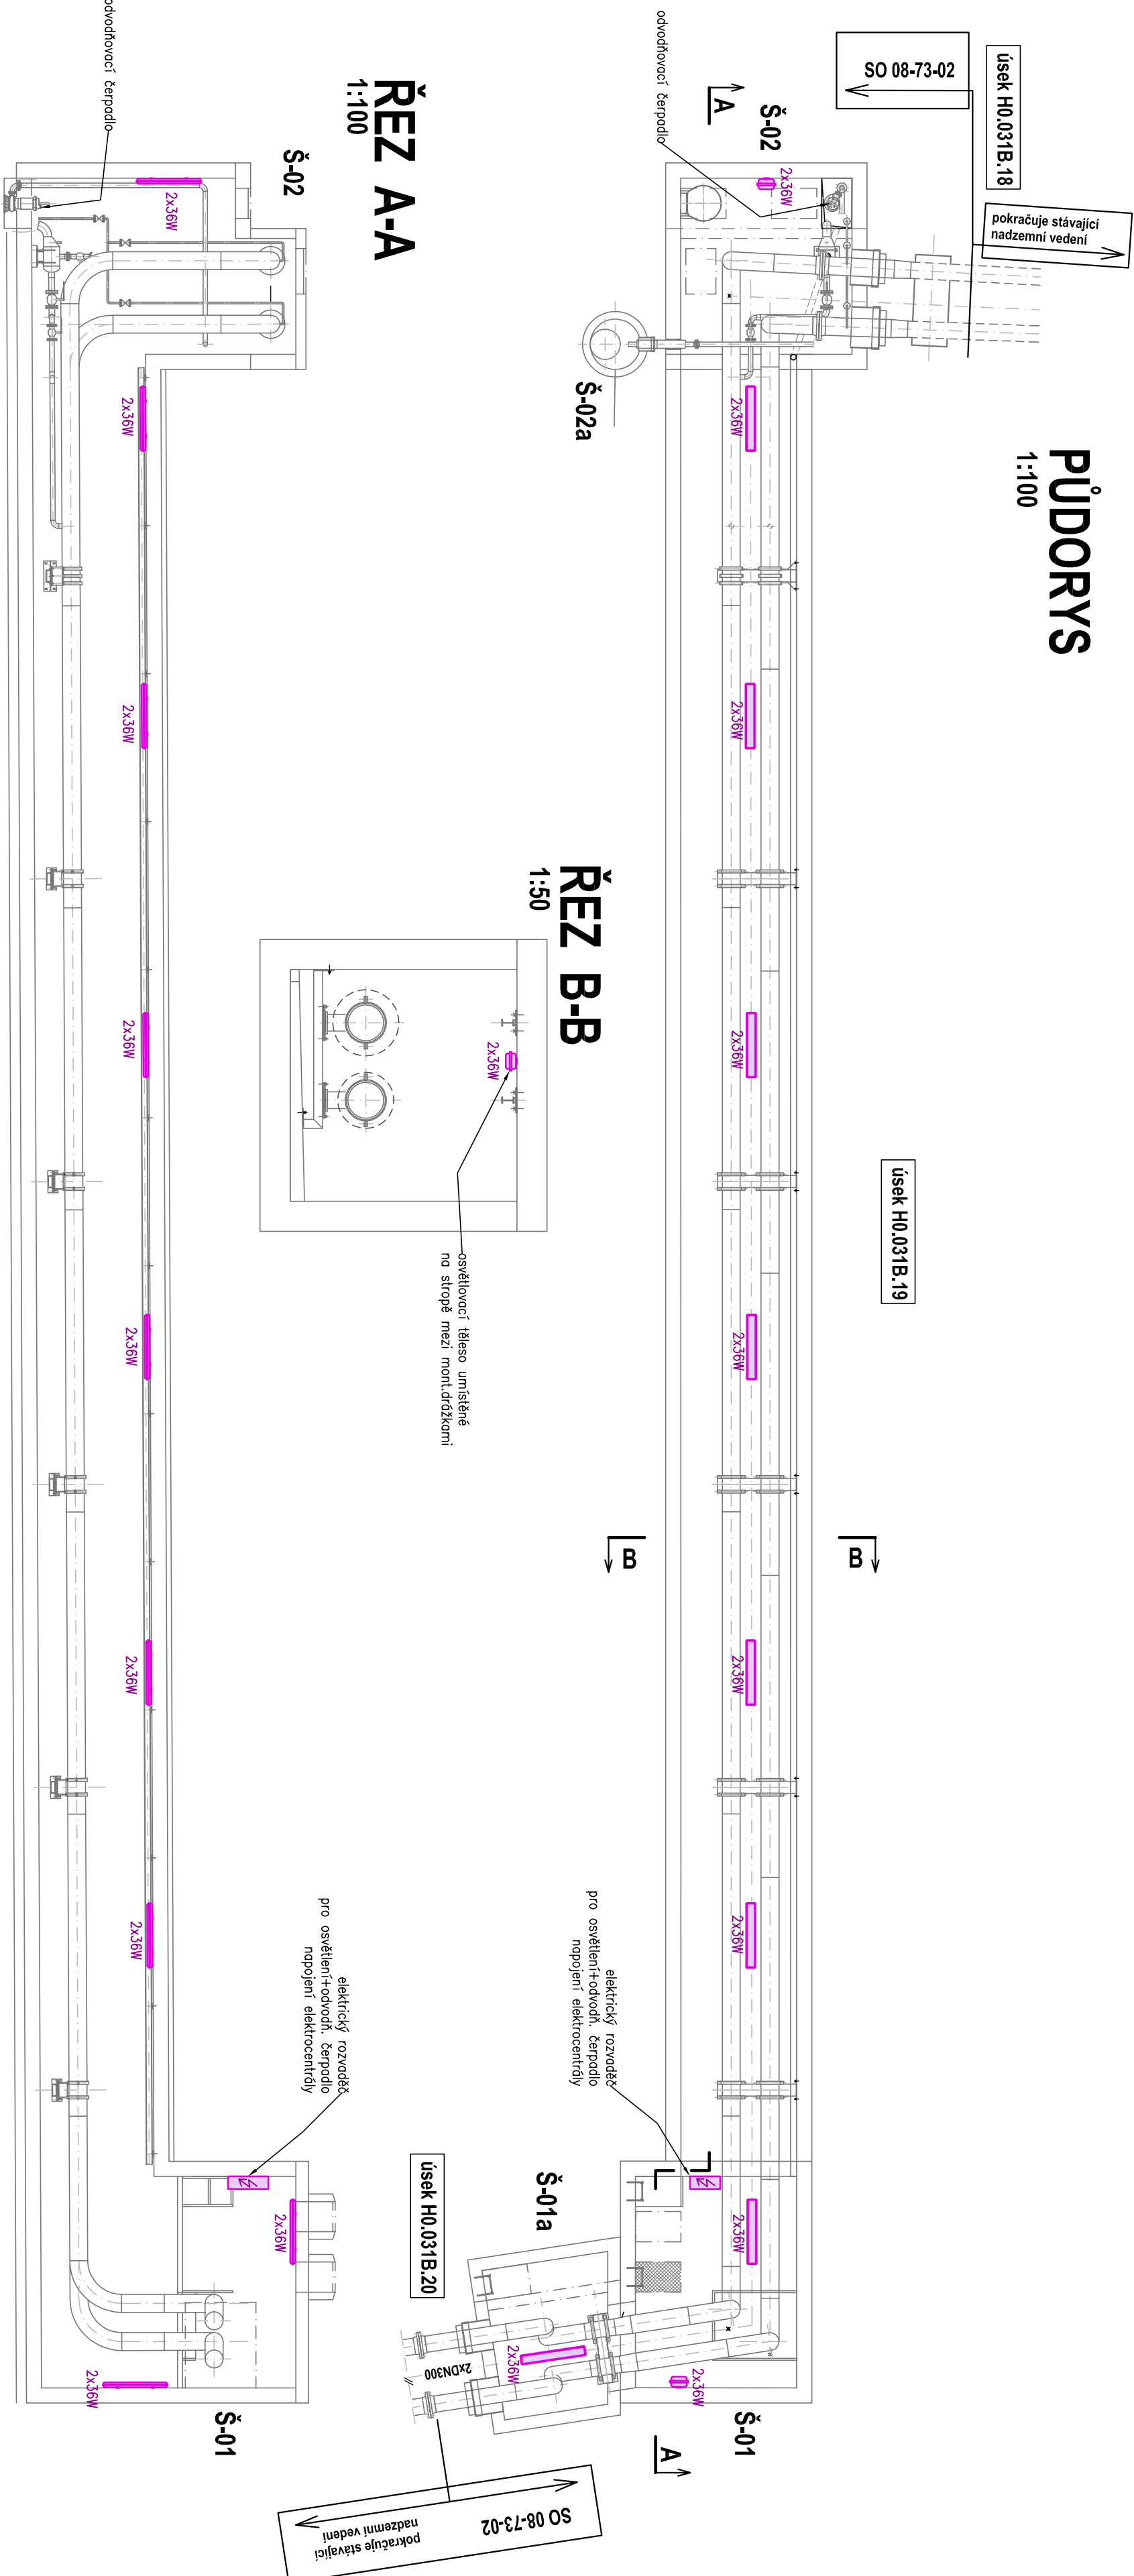 PŮDORYS
1:100
úsek H0.031B.18
SO 08-73-02
pokračuje stávající
nadzemní vedení
odvodňovací čerpadlo
Š-02
A
2x36W
Š-02a
2x36W
2x36W
2x36W
2x36W
2x36W
2x36W
2x36W
úsek H0.031B.19
B
B
elektrický rozvaděč
pro osvětlení+odvodň. čerpadlo
napojení elektrocentrály
Š-01a
úsek H0.031B.20
2x36W
2xDN300
2x36W
Š-01
A
SO 08-73-02
pokračuje stávající
nadzemní vedení
ŘEZ B-B
1:50
2x36W
osvětlovací těleso umístěné
na stropě mezi mont.drážkami
ŘEZ A-A
1:100
Š-02
odvodňovací čerpadlo
2x36W
2x36W
2x36W
2x36W
2x36W
2x36W
2x36W
elektrický rozvaděč
pro osvětlení+odvodň. čerpadlo
napojení elektrocentrály
2x36W
2x36W
Š-01